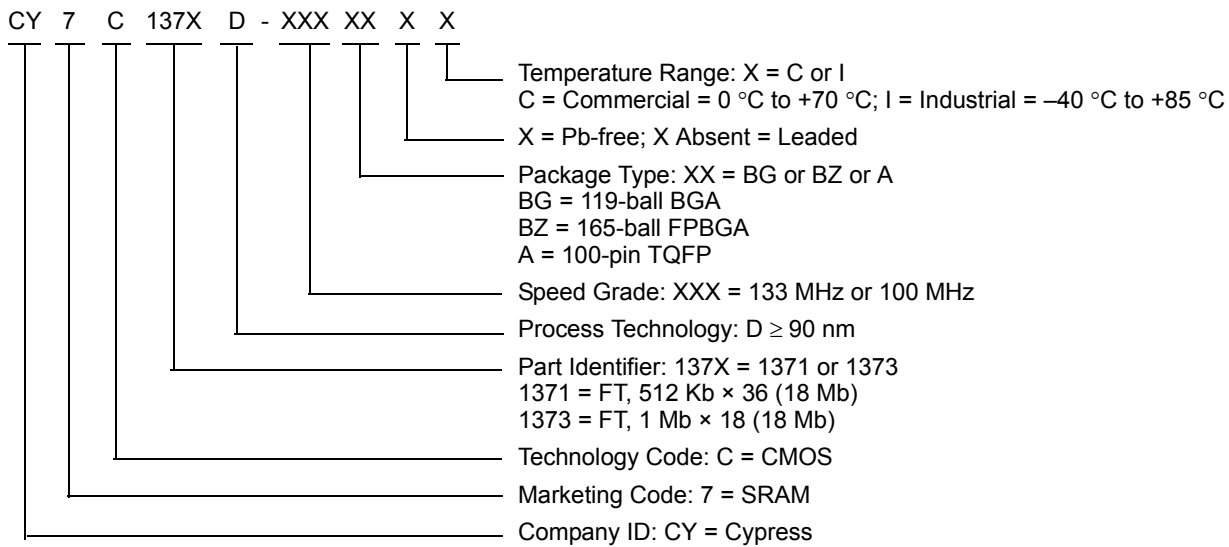 CY 7 C 137X D - XXX XX X X
Temperature Range: X = C or I
C = Commercial = 0 °C to +70 °C; I = Industrial = –40 °C to +85 °C
X = Pb-free; X Absent = Leaded
Package Type: XX = BG or BZ or A
BG = 119-ball BGA
BZ = 165-ball FPBGA
A = 100-pin TQFP
Speed Grade: XXX = 133 MHz or 100 MHz
Process Technology: D ≥ 90 nm
Part Identifier: 137X = 1371 or 1373
1371 = FT, 512 Kb × 36 (18 Mb)
1373 = FT, 1 Mb × 18 (18 Mb)
Technology Code: C = CMOS
Marketing Code: 7 = SRAM
Company ID: CY = Cypress